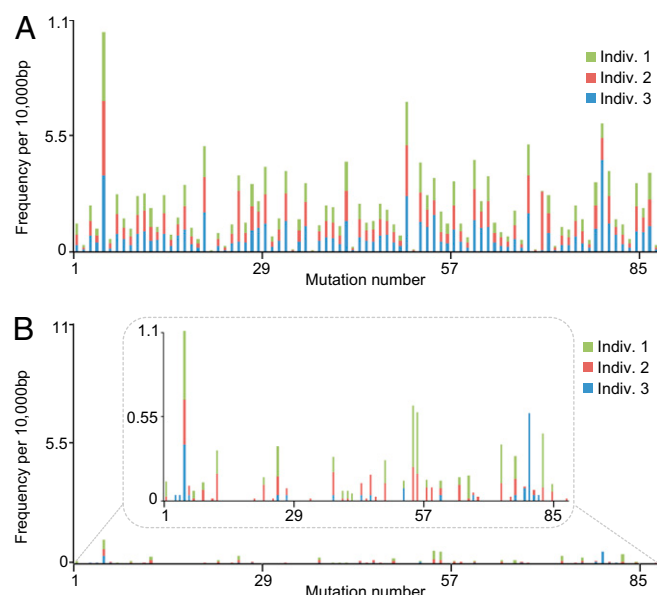 A
1.1
Indiv. 1
Indiv. 2
Indiv. 3
Frequency per 10,000bp
5.5
0
1 29 57 85
Mutation number
B
11
1.1
Indiv. 1
Indiv. 2
Indiv. 3
Frequency per 10,000bp
5.5
0.55
0
1 29 57 85
0
1 29 57 85
Mutation number